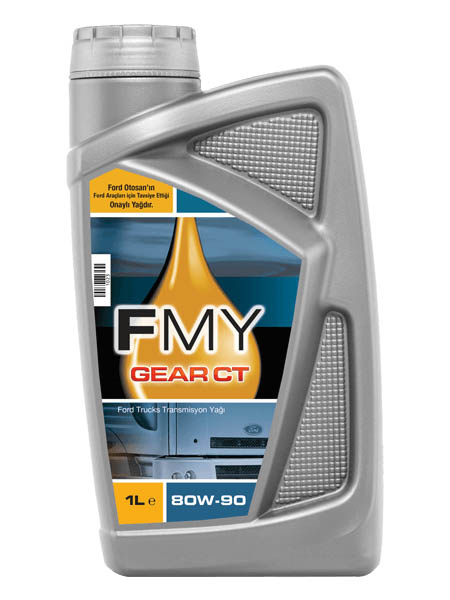 Ford Otosan'ın
Ford Araçları için Tavsiye Ettiği
Onaylı Yağdır.
FMY
GEAR CT
Ford Trucks Transmisyon Yağı
1L e
80W-90